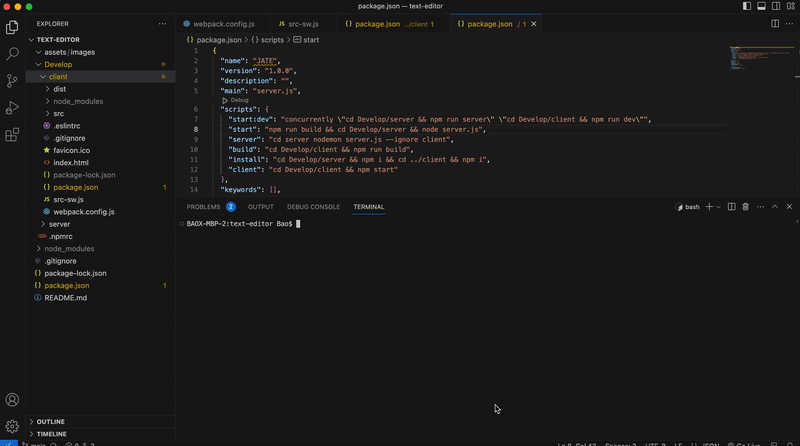 package.json — text-editor
EXPLORER
webpack.config.js
src-sw.js
package.json .../client 1
package.json ./ 1
TEXT-EDITOR
assets/images
Develop
client
dist
node_modules
src
.eslintrc
.gitignore
favicon.ico
index.html
package-lock.json
package.json 1
src-sw.js
webpack.config.js
server
.npmrc
node_modules
.gitignore
package-lock.json
package.json 1
README.md
OUTLINE
TIMELINE
package.json > {} scripts > start
1 {
2 "name": "JATE",
3 "version": "1.0.0",
4 "description": "",
5 "main": "server.js",
Debug
6 "scripts": {
7 "start:dev": "concurrently \"cd Develop/server && npm run server\" \"cd Develop/client && npm run dev\"",
8 "start": "npm run build && cd Develop/server && node server.js",
9 "server": "cd server nodemon server.js --ignore client",
10 "build": "cd Develop/client && npm run build",
11 "install": "cd Develop/server && npm i && cd ../client && npm i",
12 "client": "cd Develop/client && npm start"
13 },
14 "keywords": [],
PROBLEMS 2 OUTPUT DEBUG CONSOLE TERMINAL
bash
BAOX-MBP-2:text-editor Bao$